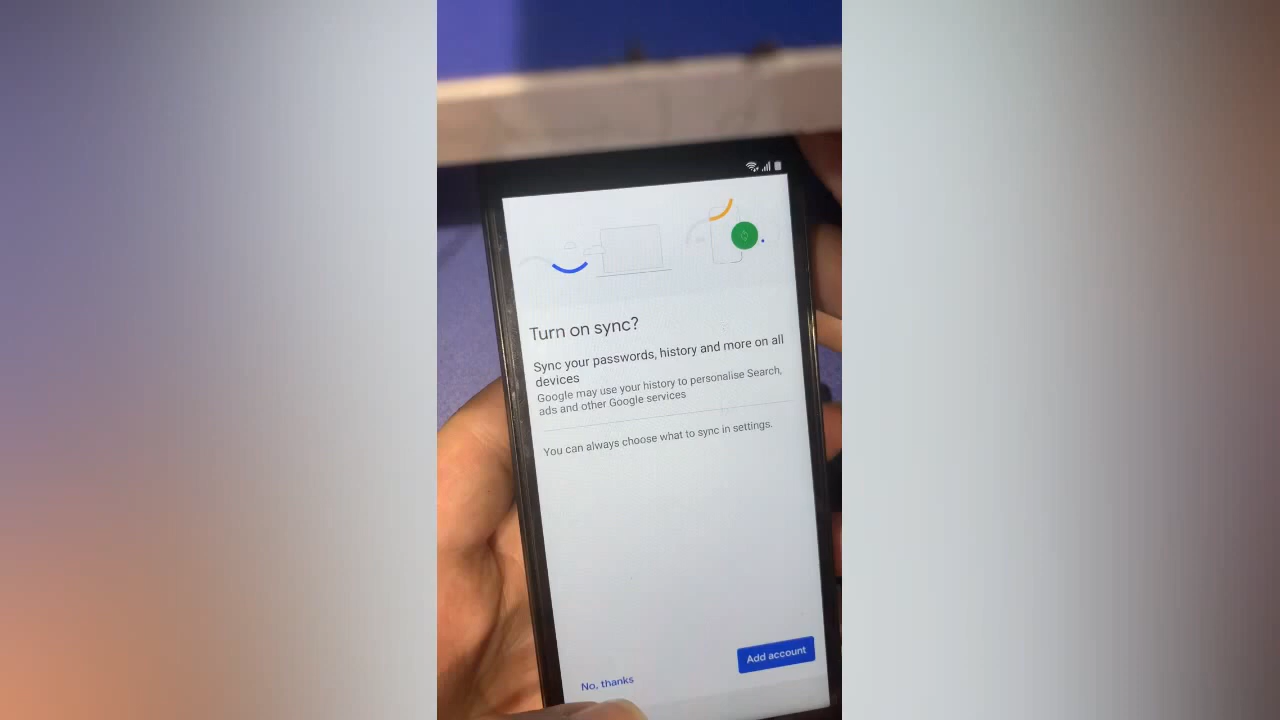 Turn on sync?
Sync your passwords, history and more on all
devices
Google may use your history to personalise Search,
ads and other Google services
You can always choose what to sync in settings.
Add account
No, thanks